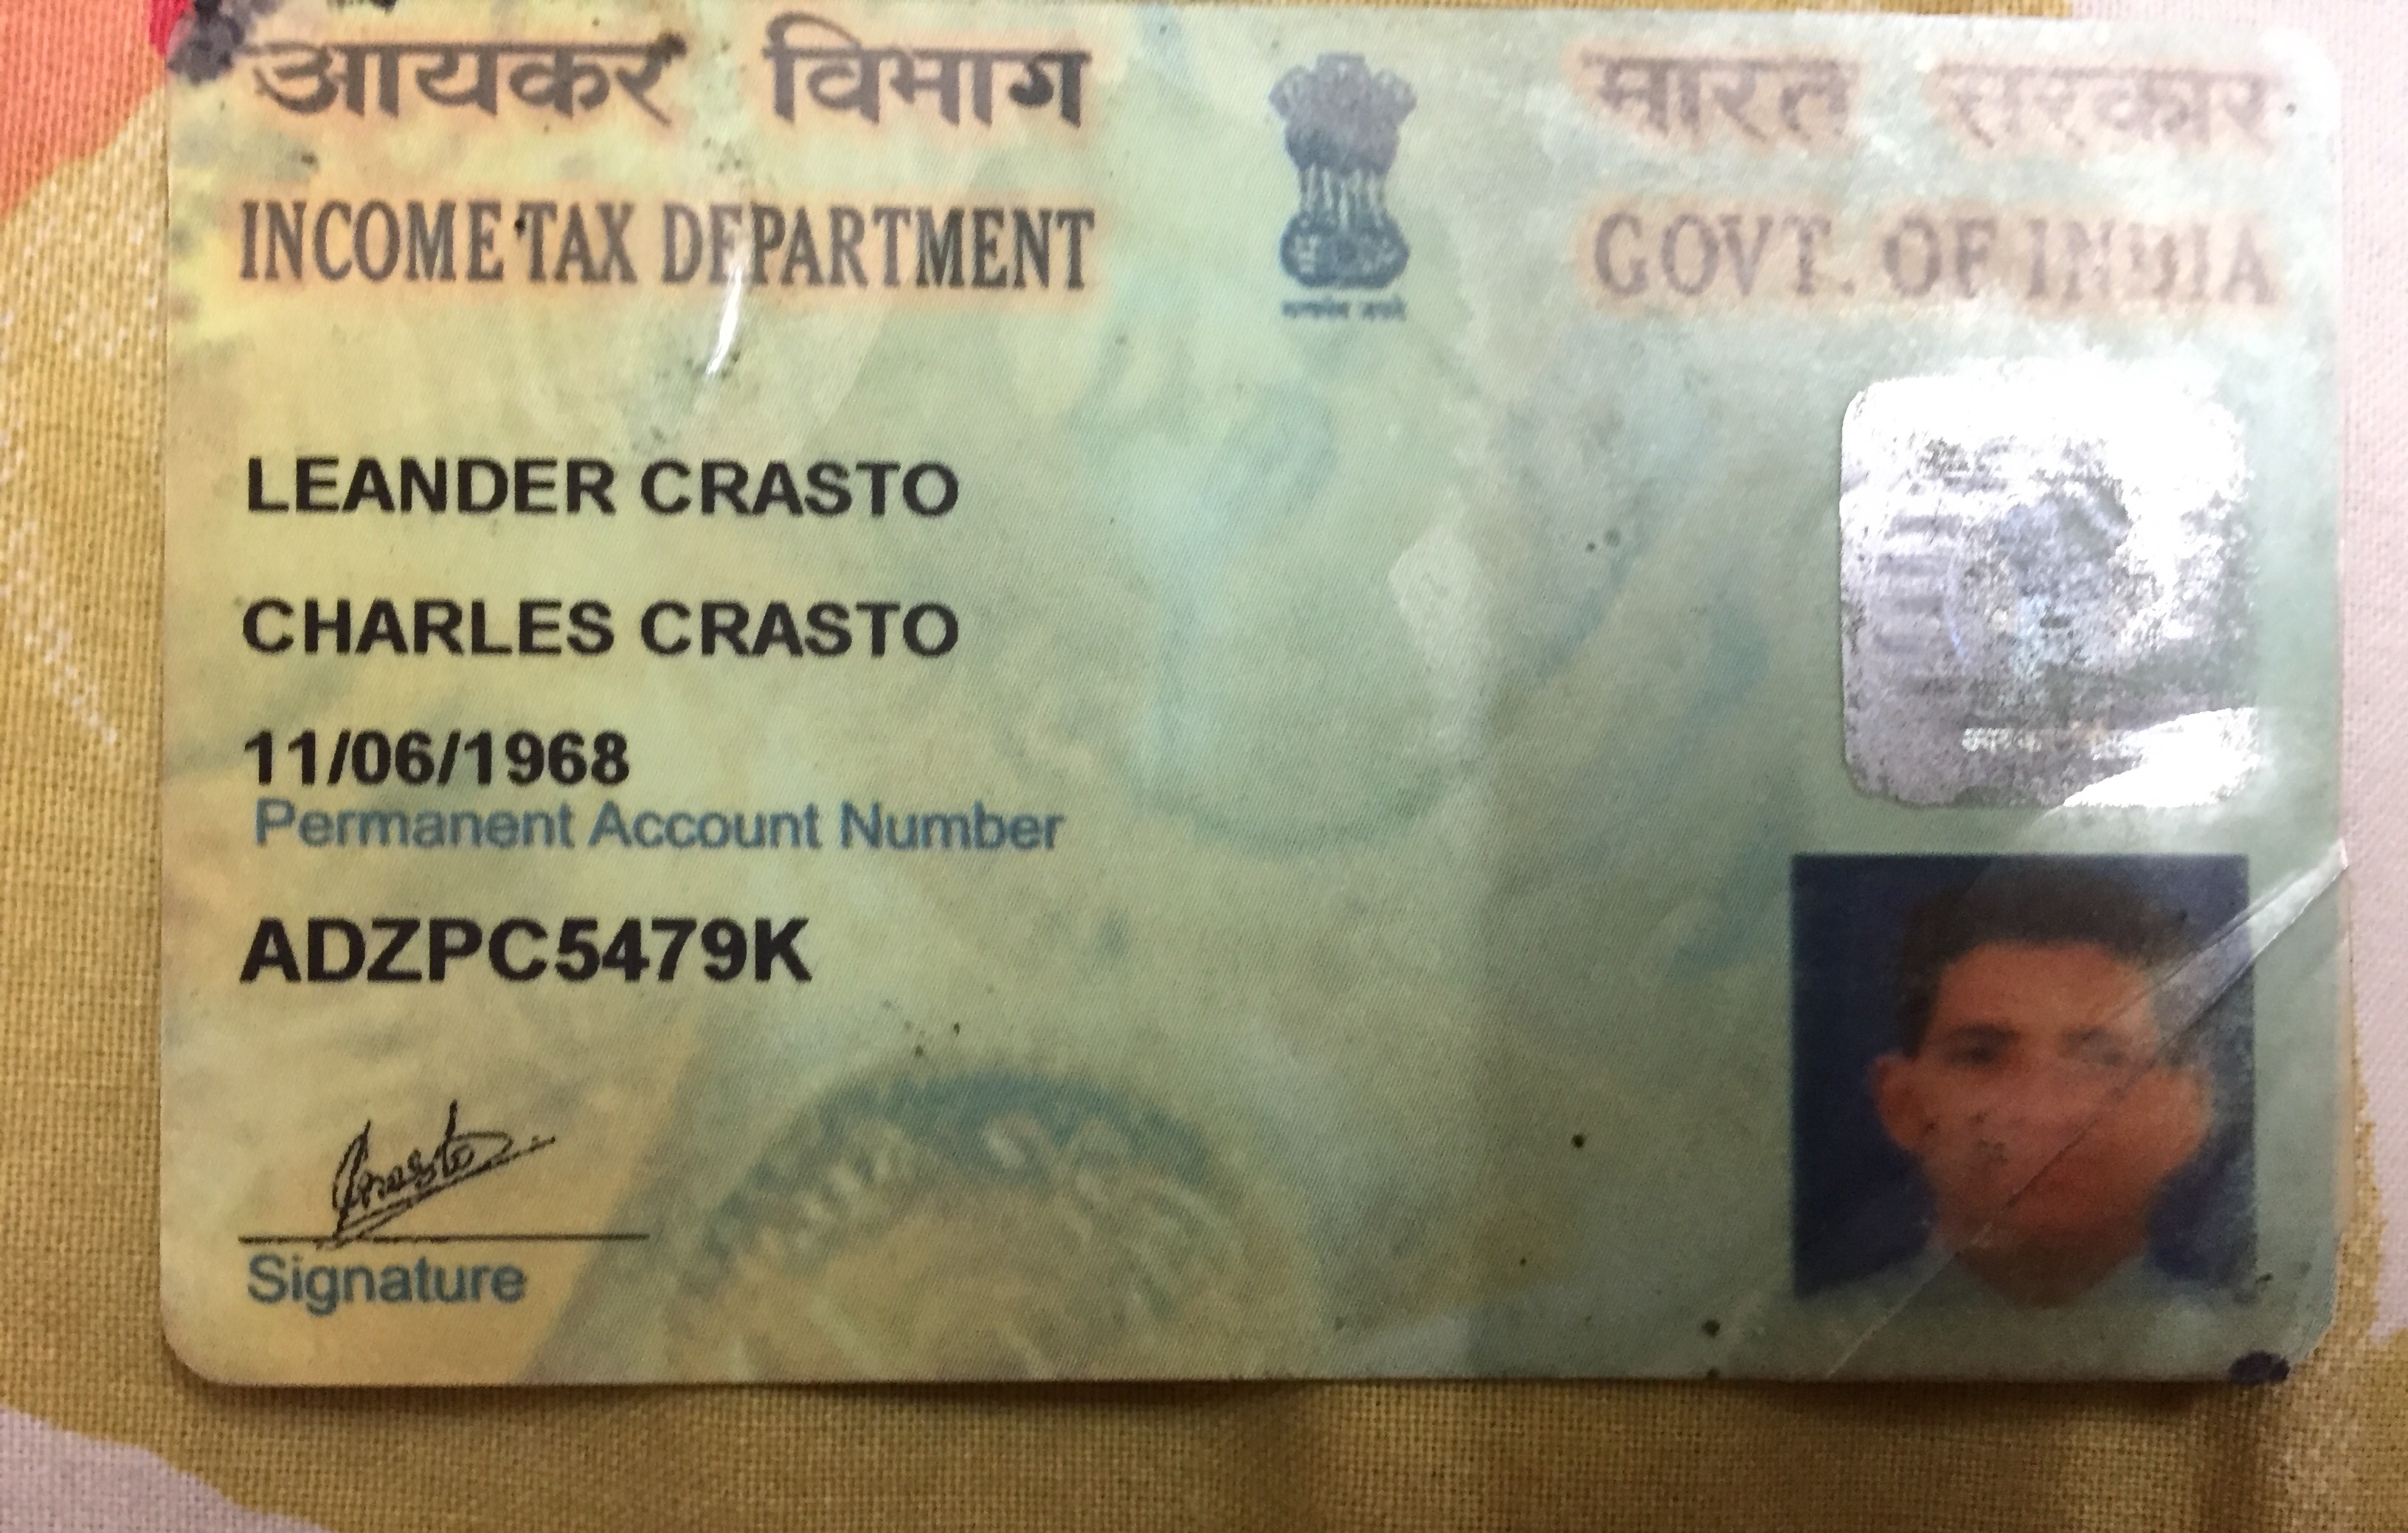 आयकर विभाग
INCOME TAX DEPARTMENT
भारत सरकार
GOVT. OF INDIA
LEANDER CRASTO
CHARLES CRASTO
11/06/1968
Permanent Account Number
ADZPC5479K
Crasto
Signature